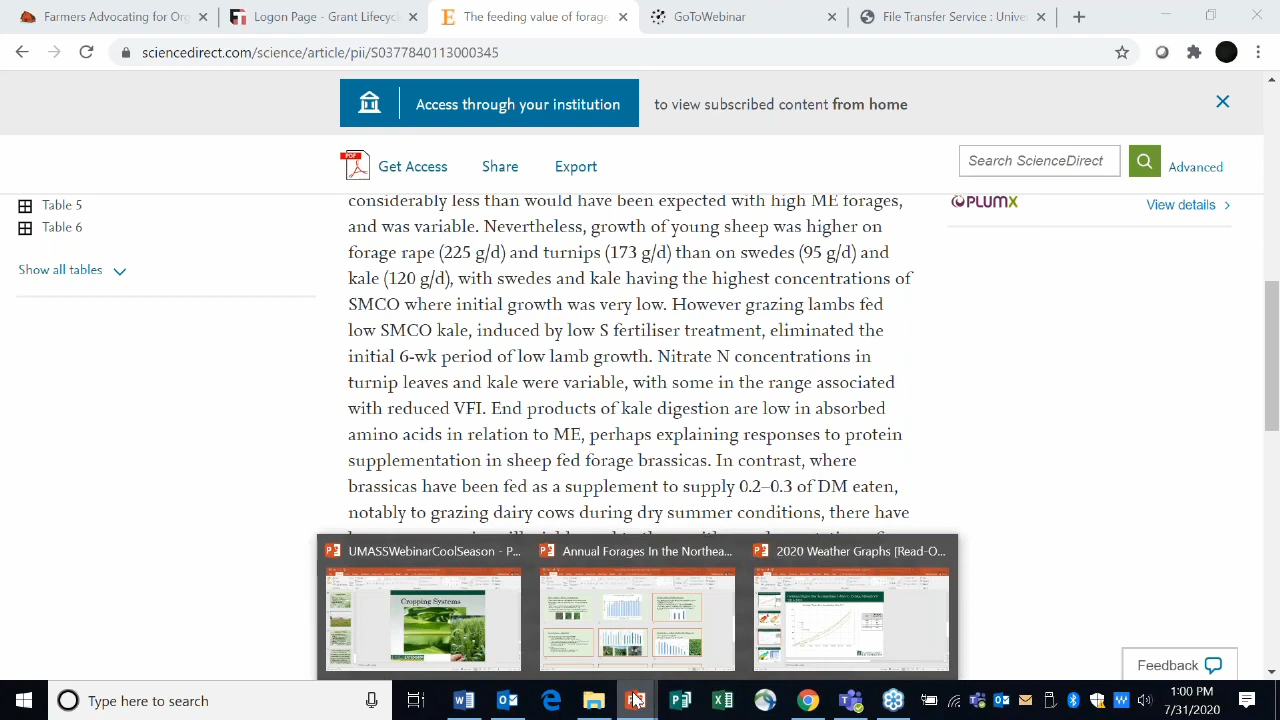 Farmers Advocating for Or
Logon Page - Grant Lifecyc
The feeding value of forage
GoToWebinar
File Transfer Service : Unive
sciencedirect.com/science/article/pii/S0377840113000345
Access through your institution
to view subscribed content from home
PDF
Get Access
Share
Export
Search ScienceDirect
Advanced
Table 5
Table 6
Show all tables
considerably less than would have been expected with high ME forages,
and was variable. Nevertheless, growth of young sheep was higher on
forage rape (225 g/d) and turnips (173 g/d) than on swedes (95 g/d) and
kale (120 g/d), with swedes and kale having the highest concentrations of
SMCO where initial growth was very low. However grazing lambs fed
low SMCO kale, induced by low S fertiliser treatment, eliminated the
initial 6-wk period of low lamb growth. Nitrate N concentrations in
turnip leaves and kale were variable, with some in the range associated
with reduced VFI. End products of kale digestion are low in absorbed
amino acids in relation to ME, perhaps explaining responses to protein
supplementation in sheep fed forage brassicas. In contrast, where
brassicas have been fed as a supplement to supply 0.2–0.3 of DM eaten,
notably to grazing dairy cows during dry summer conditions, there have
PLUMX
View details
UMASSWebinarCoolSeason - P...
Annual Forages In the Northea...
2020 Weather Graphs [Read-O...
Cropping Systems
Feedback
Type here to search
1:00 PM
7/31/2020